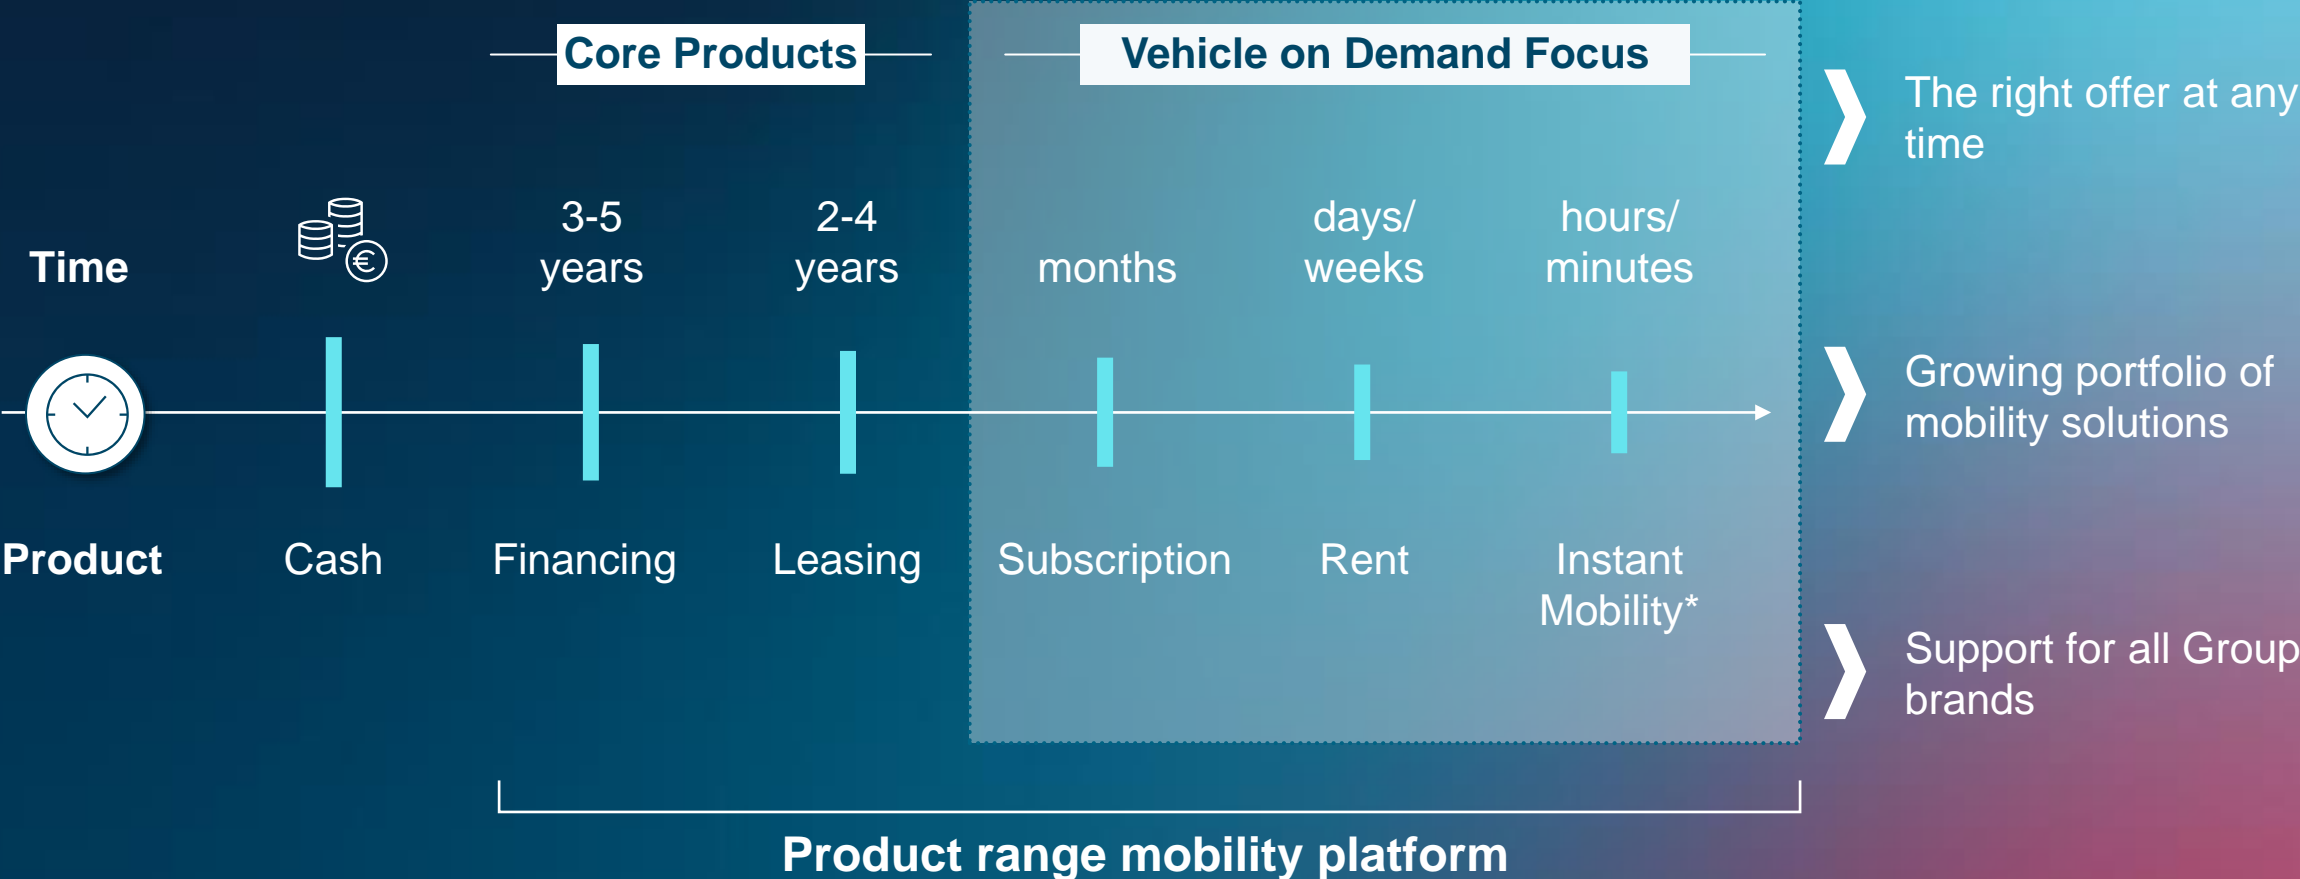 Core Products
Vehicle on Demand Focus
The right offer at any
time
Time
3-5
years
2-4
years
months
days/
weeks
hours/
minutes
€
Growing portfolio of
mobility solutions
Product
Cash
Financing
Leasing
Subscription
Rent
Instant
Mobility*
Support for all Group
brands
Product range mobility platform